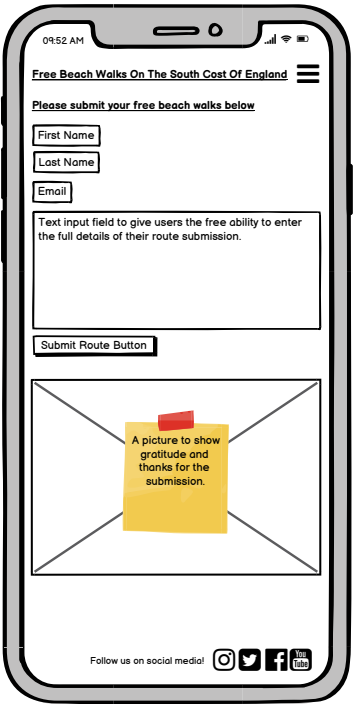 09:52 AM
Free Beach Walks On The South Cost Of England
Please submit your free beach walks below
First Name
Last Name
Email
Text input field to give users the free ability to enter
the full details of their route submission.
Submit Route Button
A picture to show
gratitude and
thanks for the
submission.
Follow us on social media!
You
Tube